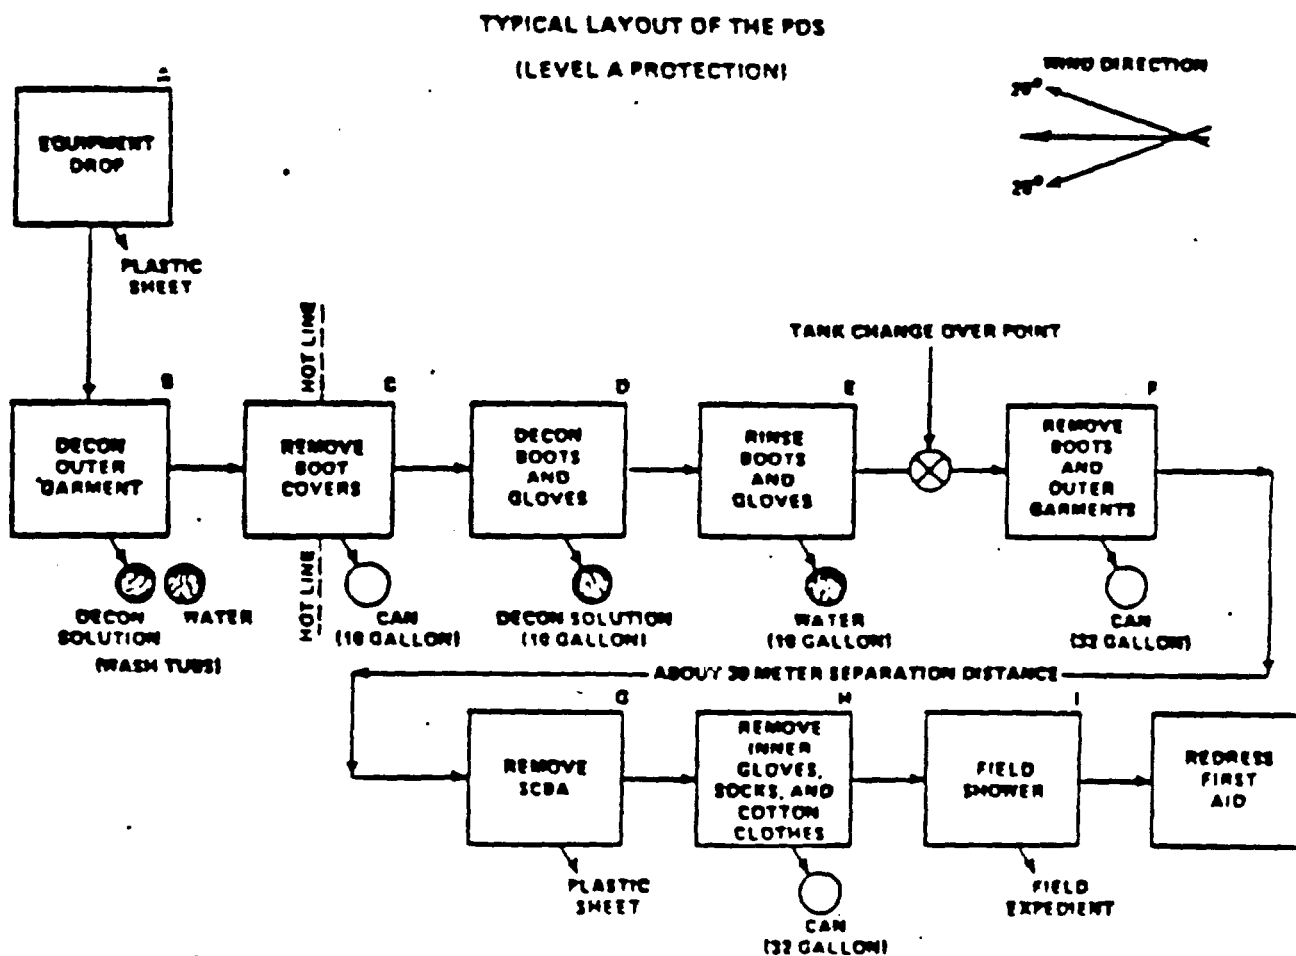 TYPICAL LAYOUT OF THE PDS
(LEVEL A PROTECTION)
WIND DIRECTION
20°
20°
A
EQUIPMENT
DROP
PLASTIC
SHEET
HOT LINE
TANK CHANGE OVER POINT
B
DECON
OUTER
GARMENT
C
REMOVE
BOOT
COVERS
D
DECON
BOOTS
AND
GLOVES
E
RINSE
BOOTS
AND
GLOVES
F
REMOVE
BOOTS
AND
OUTER
GARMENTS
HOT LINE
DECON
SOLUTION
WATER
(WASH TUBS)
CAN
(10 GALLON)
DECON SOLUTION
(10 GALLON)
WATER
(10 GALLON)
CAN
(32 GALLON)
ABOUT 30 METER SEPARATION DISTANCE
G
REMOVE
SCBA
H
REMOVE
INNER
GLOVES,
SOCKS, AND
COTTON
CLOTHES
I
FIELD
SHOWER
REDRESS
FIRST
AID
PLASTIC
SHEET
CAN
(32 GALLON)
FIELD
EXPEDIENT